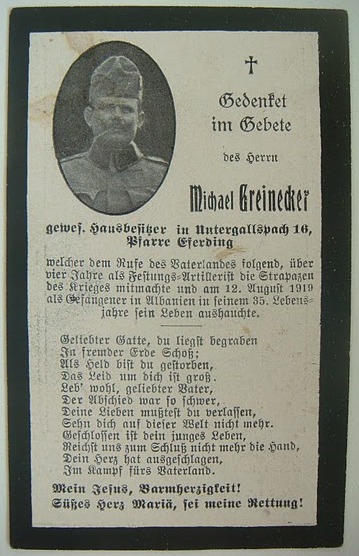 †
Gedenket
im Gebete
des Herrn
Michael Greinecker
gewes. Hausbesitzer in Untergallspach 16,
Pfarre Eferding
welcher dem Rufe des Vaterlandes folgend, über
vier Jahre als Festungs-Artillerist die Strapazen
des Krieges mitmachte und am 12. August 1919
als Gefangener in Albanien in seinem 35. Lebens-
jahre sein Leben aushauchte.
Geliebter Gatte, du liegst begraben
In fremder Erde Schoß;
Als Held bist du gestorben,
Das Leid um dich ist groß.
Leb' wohl, geliebter Vater,
Der Abschied war so schwer,
Deine Lieben mußtest du verlassen,
Sehn dich auf dieser Welt nicht mehr.
Geschlossen ist dein junges Leben,
Reichst uns zum Schluß nicht mehr die Hand,
Dein Herz hat ausgeschlagen,
Im Kampf fürs Vaterland.
Mein Jesus, Barmherzigkeit!
Süßes Herz Mariä, sei meine Rettung!